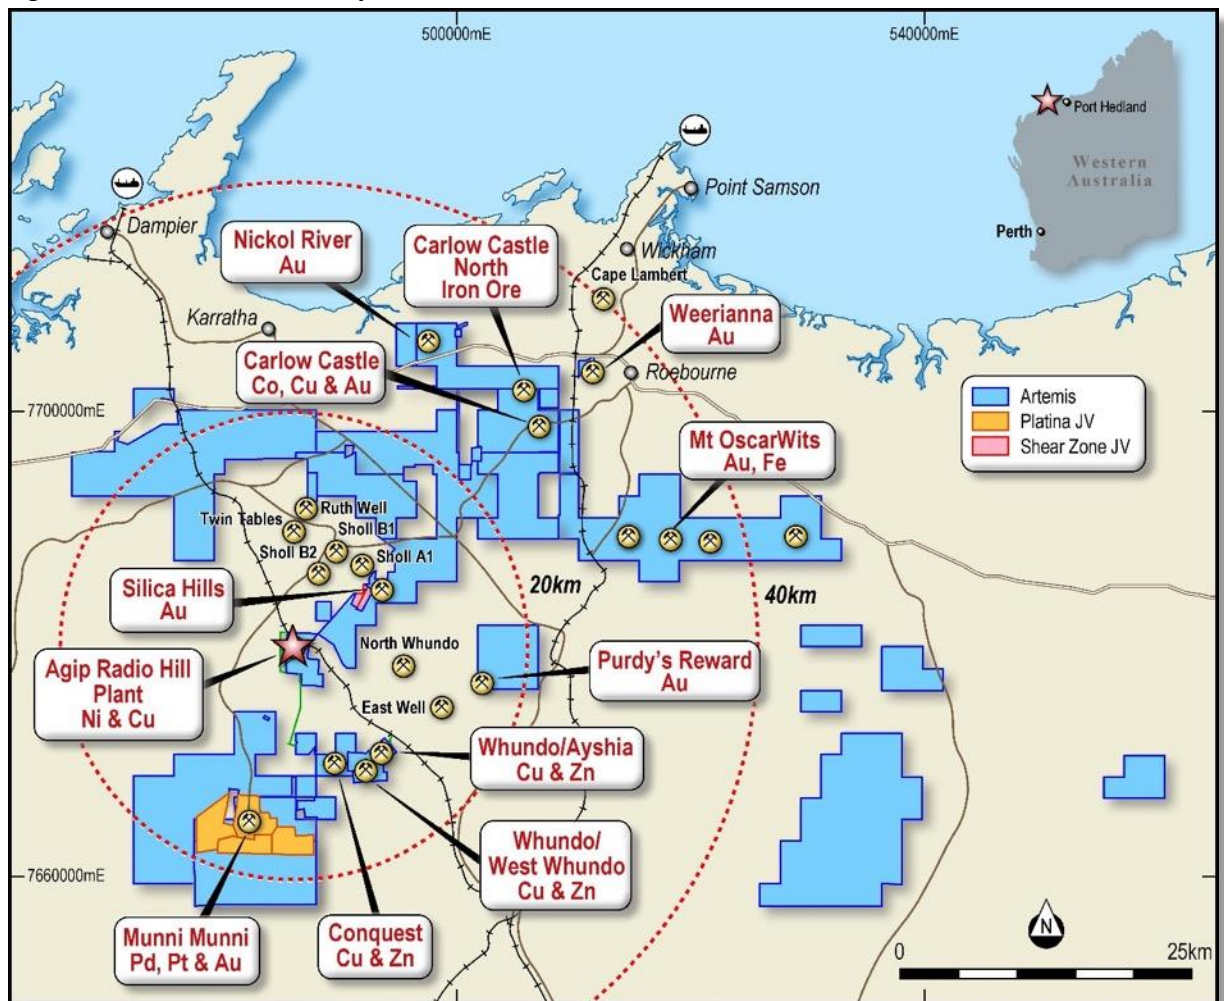 500000mE
540000mE
Port Hedland
Western
Australia
Perth
Point Samson
Dampier
Nickol River
Au
Carlow Castle
North
Iron Ore
Wickham
Cape Lambert
Karratha
Weerianna
Au
Carlow Castle
Co, Cu & Au
Roebourne
7700000mE
Artemis
Platina JV
Shear Zone JV
Mt OscarWits
Au, Fe
Ruth Well
Twin Tables
Sholl B1
Sholl B2
Sholl A1
Silica Hills
Au
20km
40km
North Whundo
Agip Radio Hill
Plant
Ni & Cu
Purdy's Reward
Au
East Well
Whundo/Ayshia
Cu & Zn
Whundo/
West Whundo
Cu & Zn
7660000mE
Munni Munni
Pd, Pt & Au
Conquest
Cu & Zn
N
0
25km